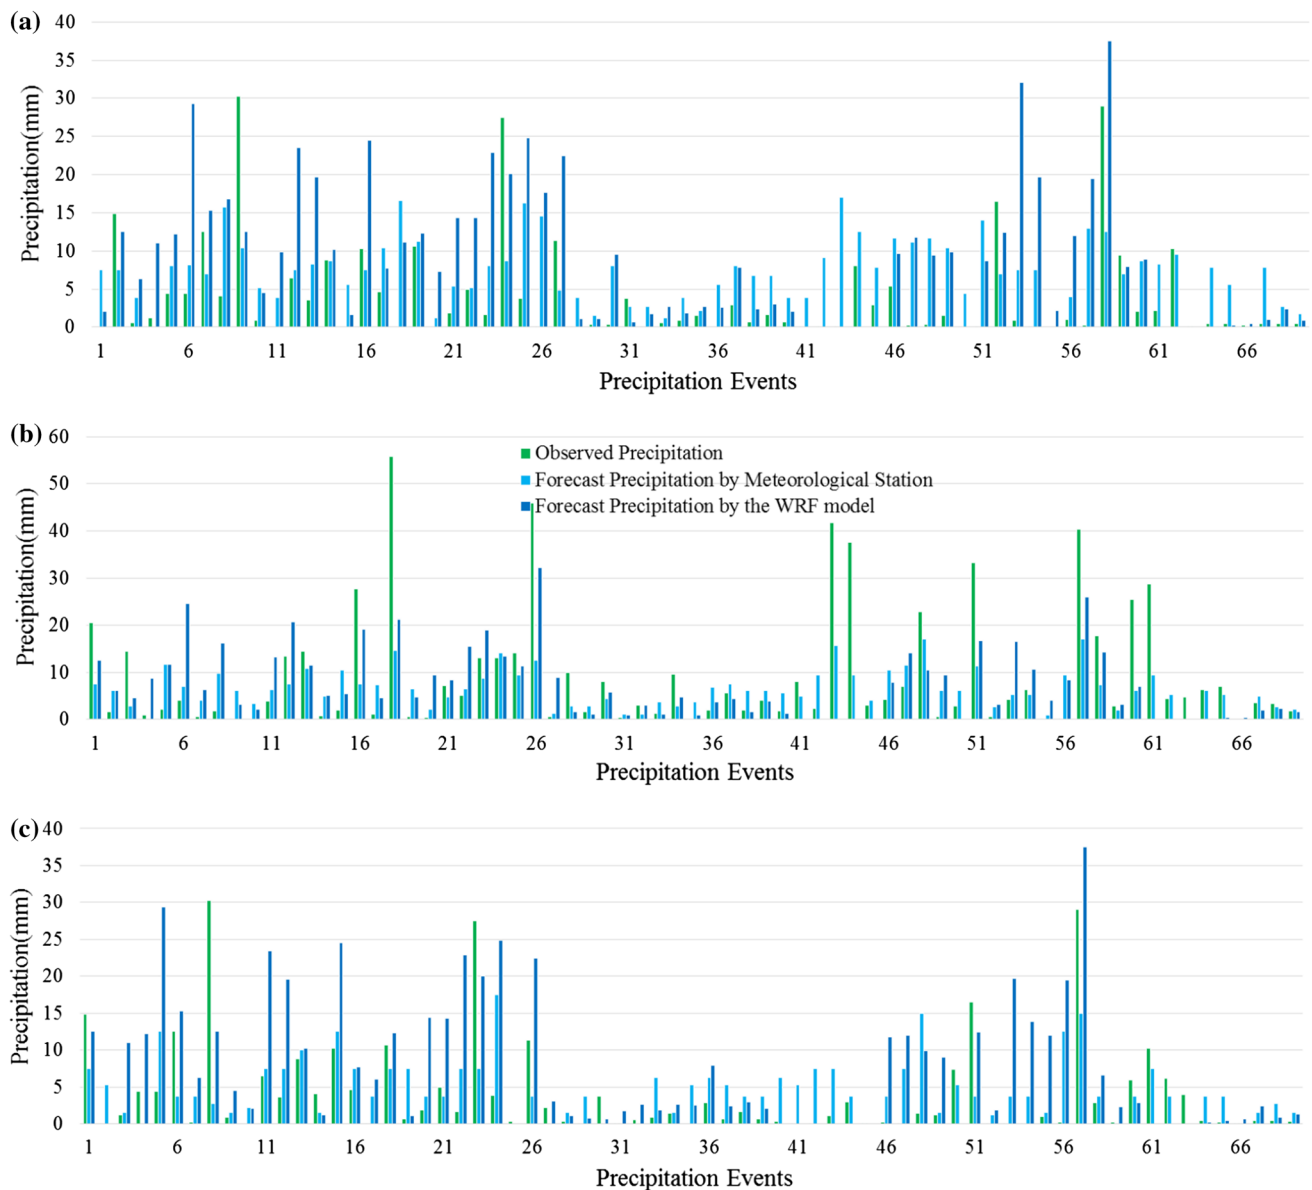 (a)
40
35
30
25
20
15
10
5
0
Precipitation(mm)
1 6 11 16 21 26 31 36 41 46 51 56 61 66
Precipitation Events
(b)
60
50
40
30
20
10
0
Precipitation(mm)
Observed Precipitation
Forecast Precipitation by Meteorological Station
Forecast Precipitation by the WRF model
1 6 11 16 21 26 31 36 41 46 51 56 61 66
Precipitation Events
(c)
40
35
30
25
20
15
10
5
0
Precipitation(mm)
1 6 11 16 21 26 31 36 41 46 51 56 61 66
Precipitation Events